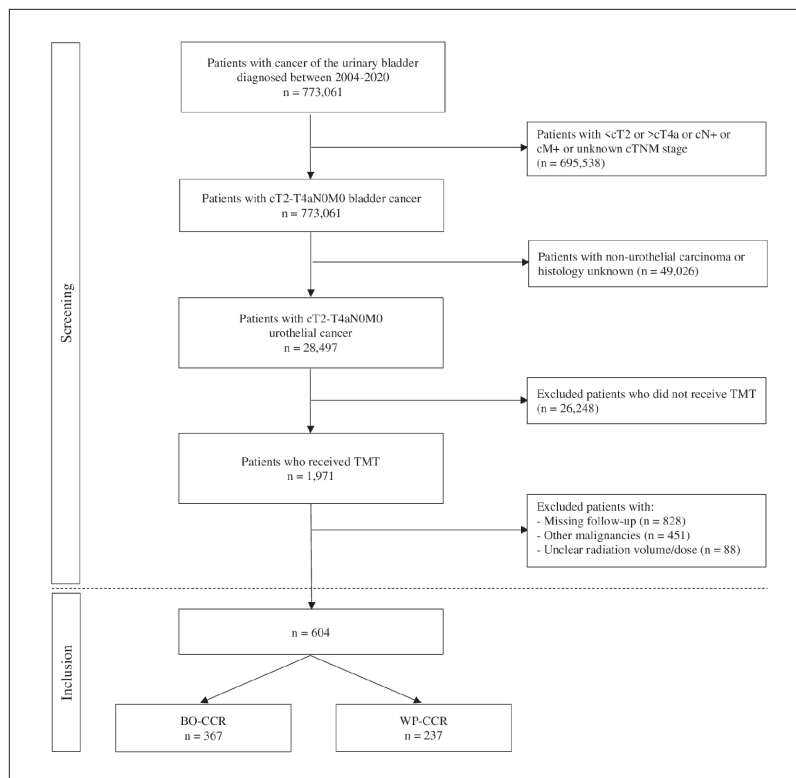 Screening
Patients with cancer of the urinary bladder
diagnosed between 2004-2020
n = 773,061
Patients with <cT2 or >cT4a or cN+ or
cM+ or unknown cTNM stage
(n = 695,538)
Patients with cT2-T4aN0M0 bladder cancer
n = 773,061
Patients with non-urothelial carcinoma or
histology unknown (n = 49,026)
Patients with cT2-T4aN0M0
urothelial cancer
n = 28,497
Excluded patients who did not receive TMT
(n = 26,248)
Patients who received TMT
n = 1,971
Excluded patients with:
- Missing follow-up (n = 828)
- Other malignancies (n = 451)
- Unclear radiation volume/dose (n = 88)
Inclusion
n = 604
BO-CCR
n = 367
WP-CCR
n = 237